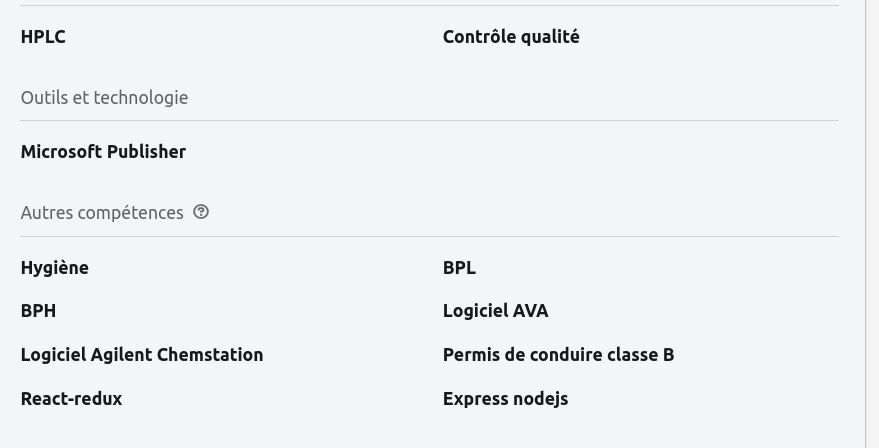 HPLC Contrôle qualité
Outils et technologie
Microsoft Publisher
Autres compétences ?
Hygiène BPL
BPH Logiciel AVA
Logiciel Agilent Chemstation Permis de conduire classe B
React-redux Express nodejs